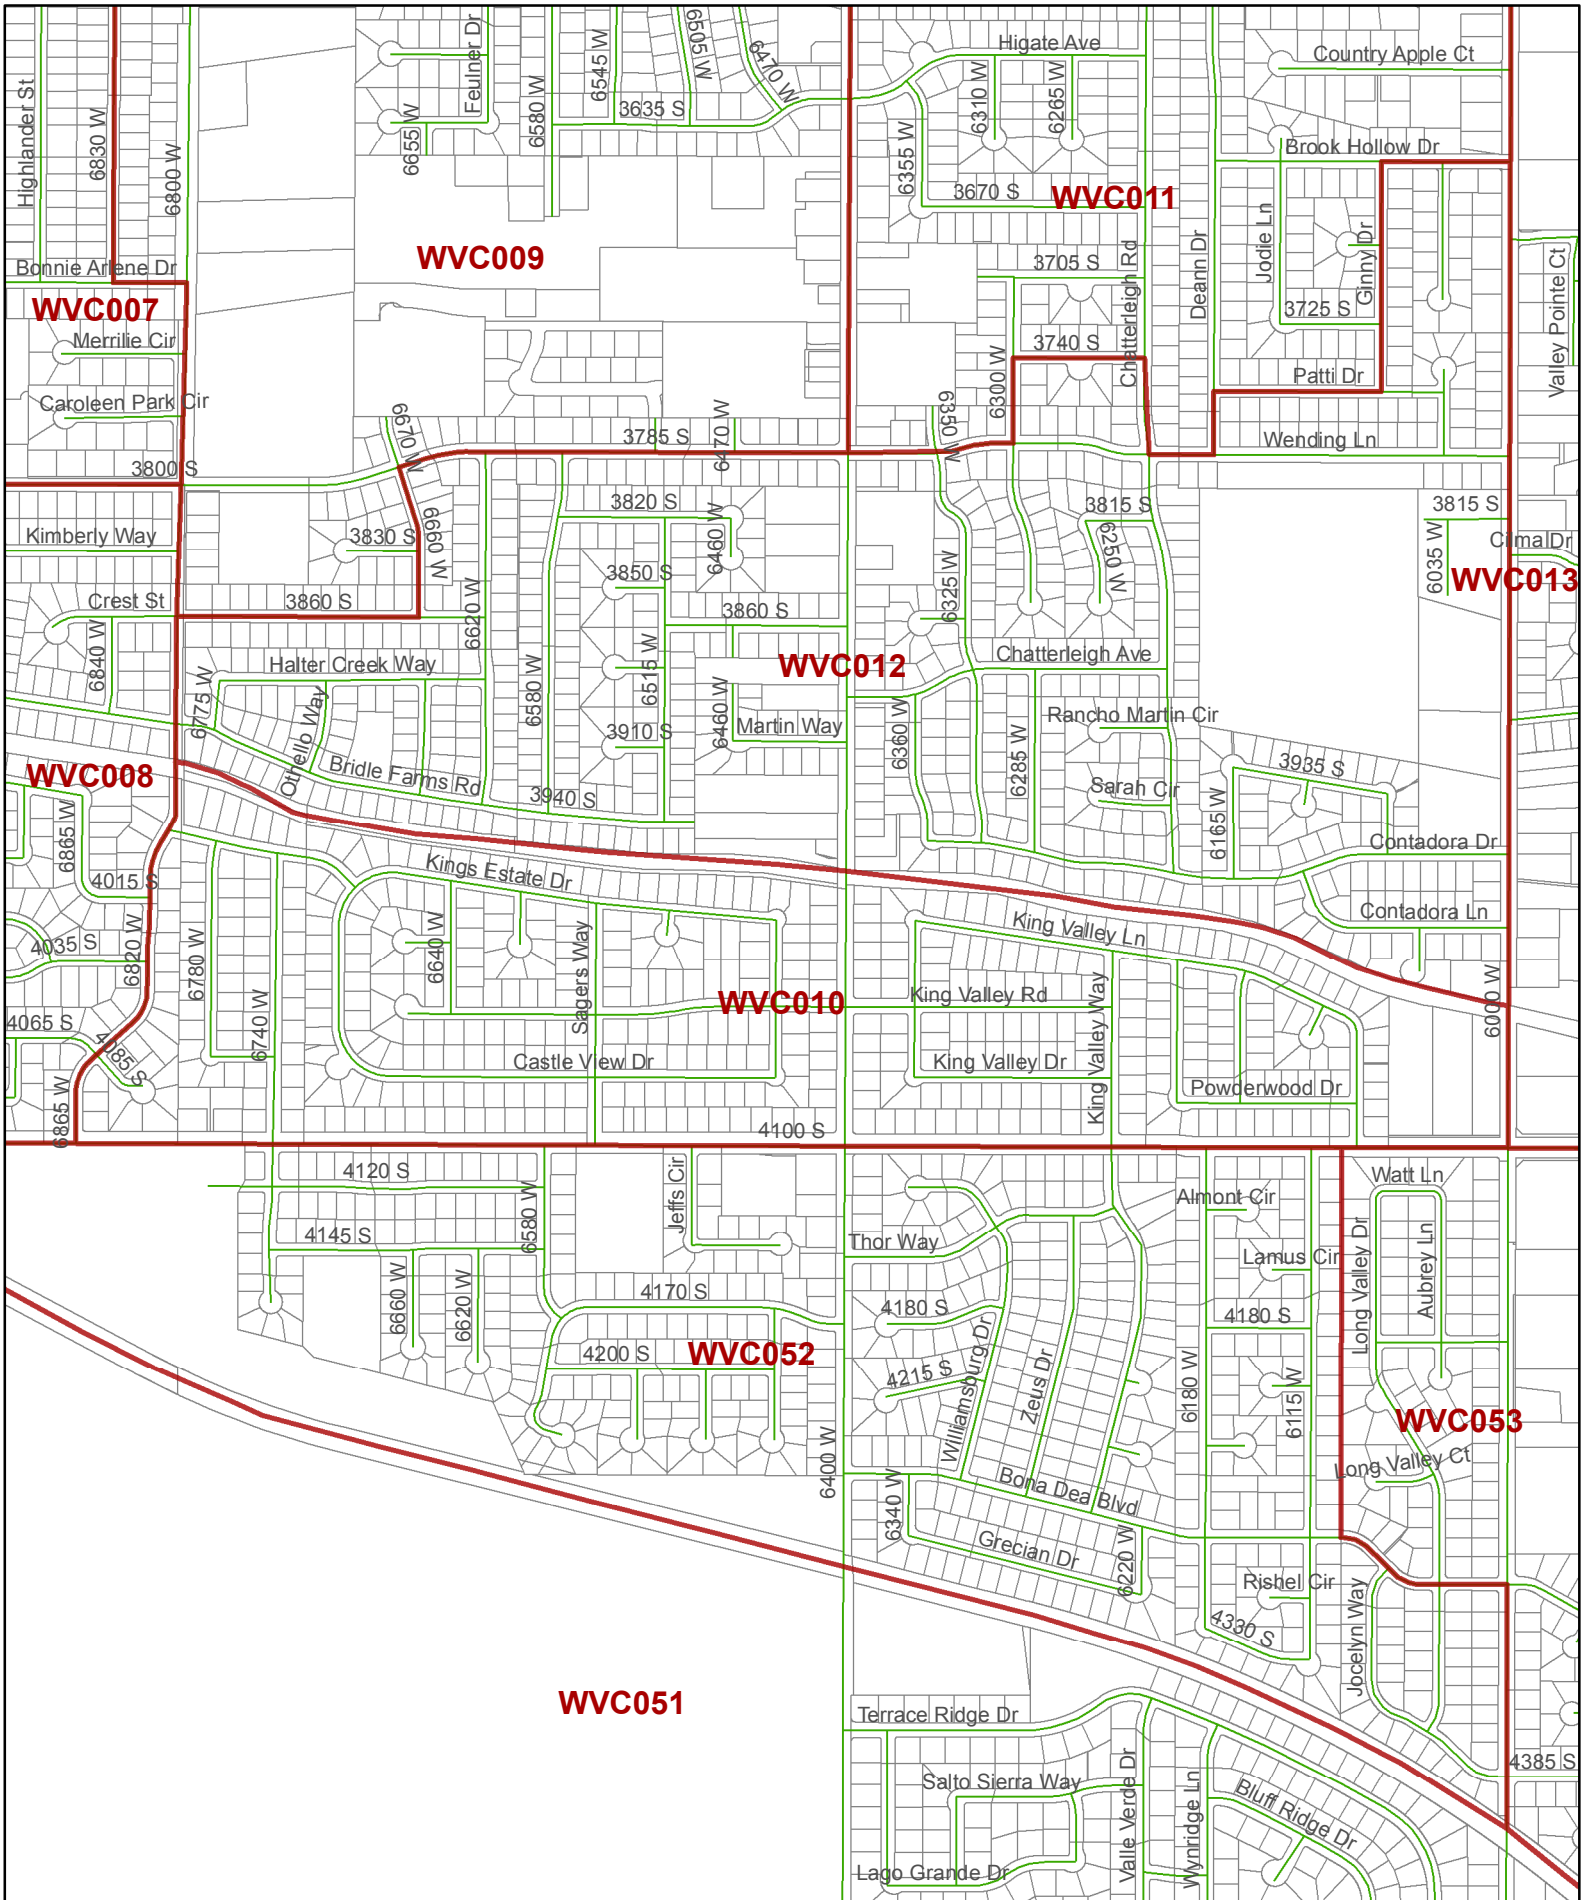 Highlander St
6830 W
6800 W
Feulner Dr
6655 W
6580 W
6545 W
6505 W
6470 W
3635 S
Higate Ave
6310 W
6265 W
6355 W
3670 S
WVC011
Country Apple Ct
Brook Hollow Dr
Bonnie Arlene Dr
WVC007
WVC009
Merrilie Cir
Caroleen Park Cir
3800 S
3705 S
3740 S
Chatterleigh Rd
Deann Dr
Jodie Ln
Ginny Dr
3725 S
Patti Dr
Wending Ln
Valley Pointe Ct
6300 W
6350 W
6670 W
3785 S
6470 W
Kimberly Way
3830 S
6660 W
3820 S
6460 W
3850 S
3860 S
3815 S
6250 W
6325 W
3815 S
6035 W
CilmaDr
WVC013
Crest St
6840 W
3860 S
6620 W
Halter Creek Way
6775 W
Othello Way
Bridle Farms Rd
6580 W
3940 S
6515 W
3910 S
6460 W
Martin Way
WVC012
Chatterleigh Ave
6360 W
6285 W
Rancho Martin Cir
Sarah Cir
6165 W
3935 S
Contadora Dr
Contadora Ln
WVC008
6865 W
4015 S
4035 S
6820 W
4065 S
4085 S
6865 W
6780 W
6740 W
Kings Estate Dr
6640 W
Sagers Way
WVC010
Castle View Dr
King Valley Ln
King Valley Rd
King Valley Way
King Valley Dr
Powderwood Dr
6000 W
4100 S
4120 S
4145 S
6580 W
Jeffs Cir
6660 W
6620 W
4170 S
4200 S
WVC052
6400 W
Thor Way
4180 S
4215 S
Williamsburg Dr
Zeus Dr
Almont Cir
Lamus Cir
4180 S
6180 W
6115 W
Watt Ln
Long Valley Dr
Aubrey Ln
WVC053
Long Valley Ct
Bona Dea Blvd
6340 W
Grecian Dr
6220 W
Rishel Cir
4330 S
Jocelyn Way
WVC051
Terrace Ridge Dr
Salto Sierra Way
Lago Grande Dr
Valle Verde Dr
Wynridge Ln
Bluff Ridge Dr
4385 S